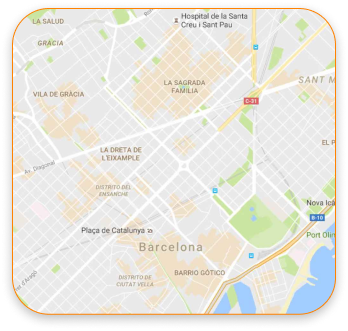 LA SALUD
Hospital de la Santa
Creu i Sant Pau
GRÀCIA
SANT M
LA SAGRADA
FAMILIA
VILA DE GRÀCIA
C-31
EL P
LA DRETA DE
L'EIXAMPLE
Av. Diagonal
DISTRITO DEL
ENSANCHE
Nova Icà
B-10
Plaça de Catalunya
Port Olím
Barcelona
d'Aragó
BARRIO GÓTICO
DISTRITO DE
CIUTAT VELLA